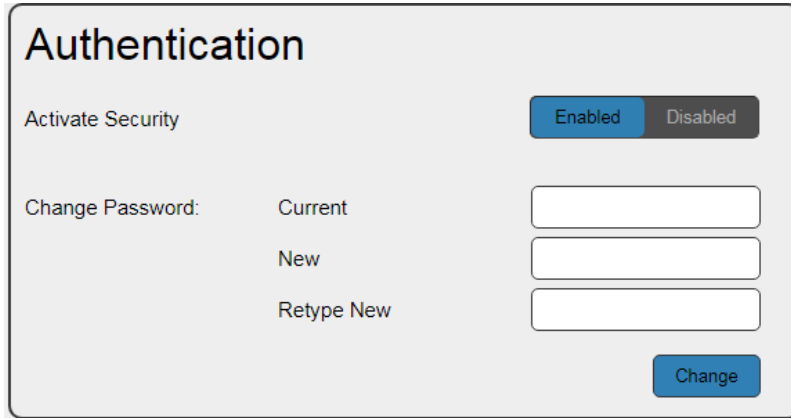 Authentication
Activate Security Enabled Disabled
Change Password: Current
New
Retype New
Change